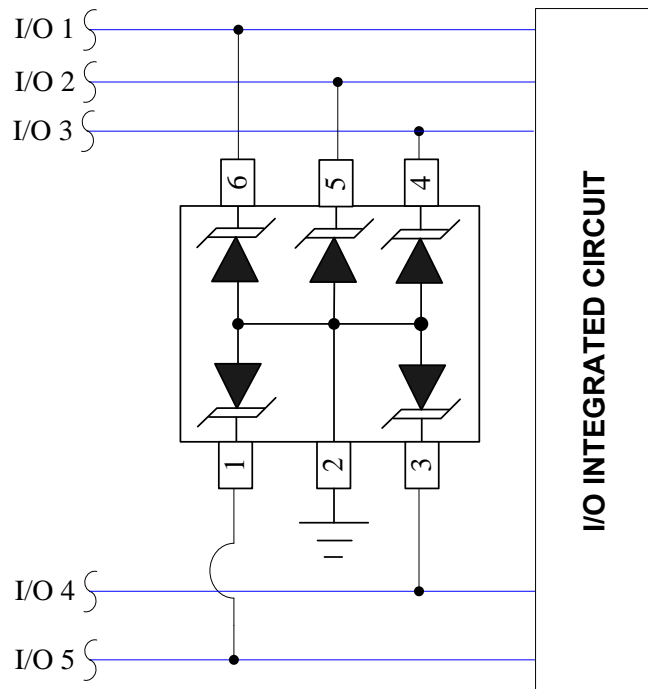 I/O 1
I/O 2
I/O 3
6
5
4
I/O INTEGRATED CIRCUIT
1
2
3
I/O 4
I/O 5